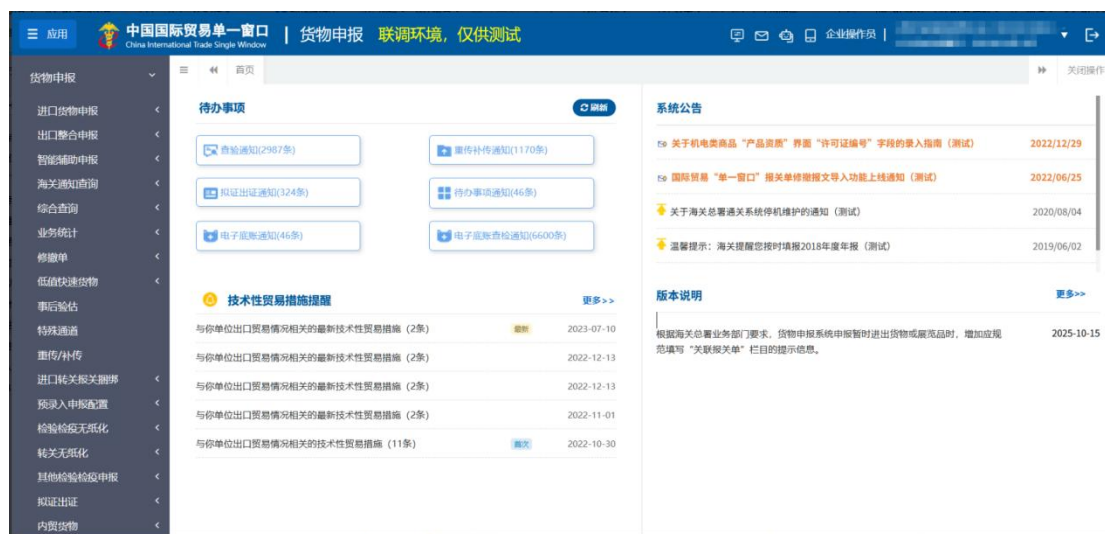 应用
中国国际贸易单一窗口
China International Trade Single Window
货物申报
联调环境，仅供测试
企业操作员
货物申报
首页
关闭操作
进口货物申报
出口整合申报
智能辅助申报
海关通知查询
综合查询
业务统计
修撤单
低值快速货物
事后验估
特殊通道
重传/补传
进口转关报关捆绑
预录入申报配置
检验检疫无纸化
转关无纸化
其他检验检疫申报
拟证出证
内贸货物
待办事项
刷新
查验通知(2987条)
重传补传通知(1170条)
拟证出证通知(324条)
待办事项通知(46条)
电子底账通知(46条)
电子底账查检通知(6600条)
技术性贸易措施提醒
更多>>
与你单位出口贸易情况相关的最新技术性贸易措施（2条） 最新 2023-07-10
与你单位出口贸易情况相关的最新技术性贸易措施（2条） 2022-12-13
与你单位出口贸易情况相关的最新技术性贸易措施（2条） 2022-12-13
与你单位出口贸易情况相关的最新技术性贸易措施（2条） 2022-11-01
与你单位出口贸易情况相关的技术性贸易措施（11条） 首次 2022-10-30
系统公告
关于机电类商品“产品资质”界面“许可证编号”字段的录入指南（测试） 2022/12/29
国际贸易“单一窗口”报关单修撤报文导入功能上线通知（测试） 2022/06/25
关于海关总署通关系统停机维护的通知（测试） 2020/08/04
温馨提示：海关提醒您按时填报2018年度年报（测试） 2019/06/02
版本说明
更多>>
根据海关总署业务部门要求，货物申报系统申报暂时进出货物或展览品时，增加应规 2025-10-15
范填写“关联报关单”栏目的提示信息。